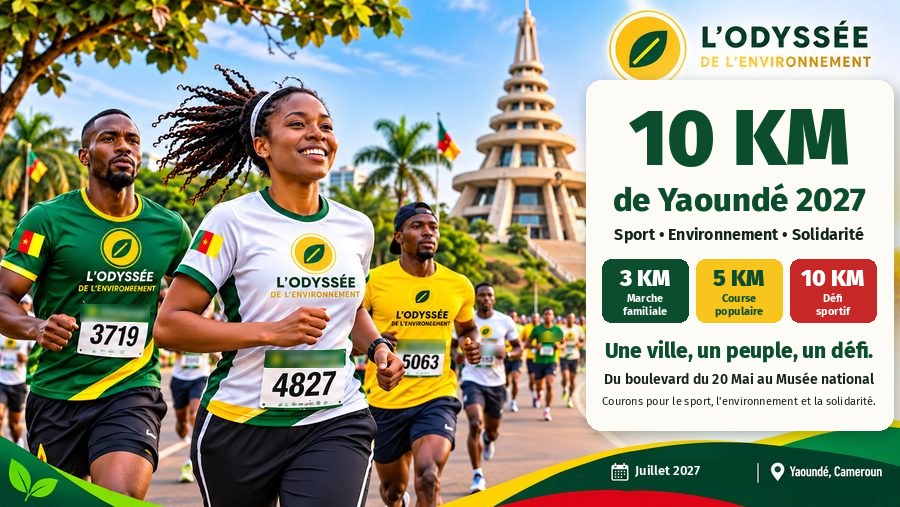 L'ODYSSÉE
DE L'ENVIRONNEMENT
10 KM
de Yaoundé 2027
Sport • Environnement • Solidarité
3 KM
Marche
familiale
5 KM
Course
populaire
10 KM
Défi
sportif
Une ville, un peuple, un défi.
Du boulevard du 20 Mai au Musée national
Courons pour le sport, l'environnement et la solidarité.
Juillet 2027
Yaoundé, Cameroun
L'ODYSSÉE
DE L'ENVIRONEMENT
3719
L'ODYSSÉE
DE L'ENVIRONNEMENT
4827
L'ODYSSÉE
5063